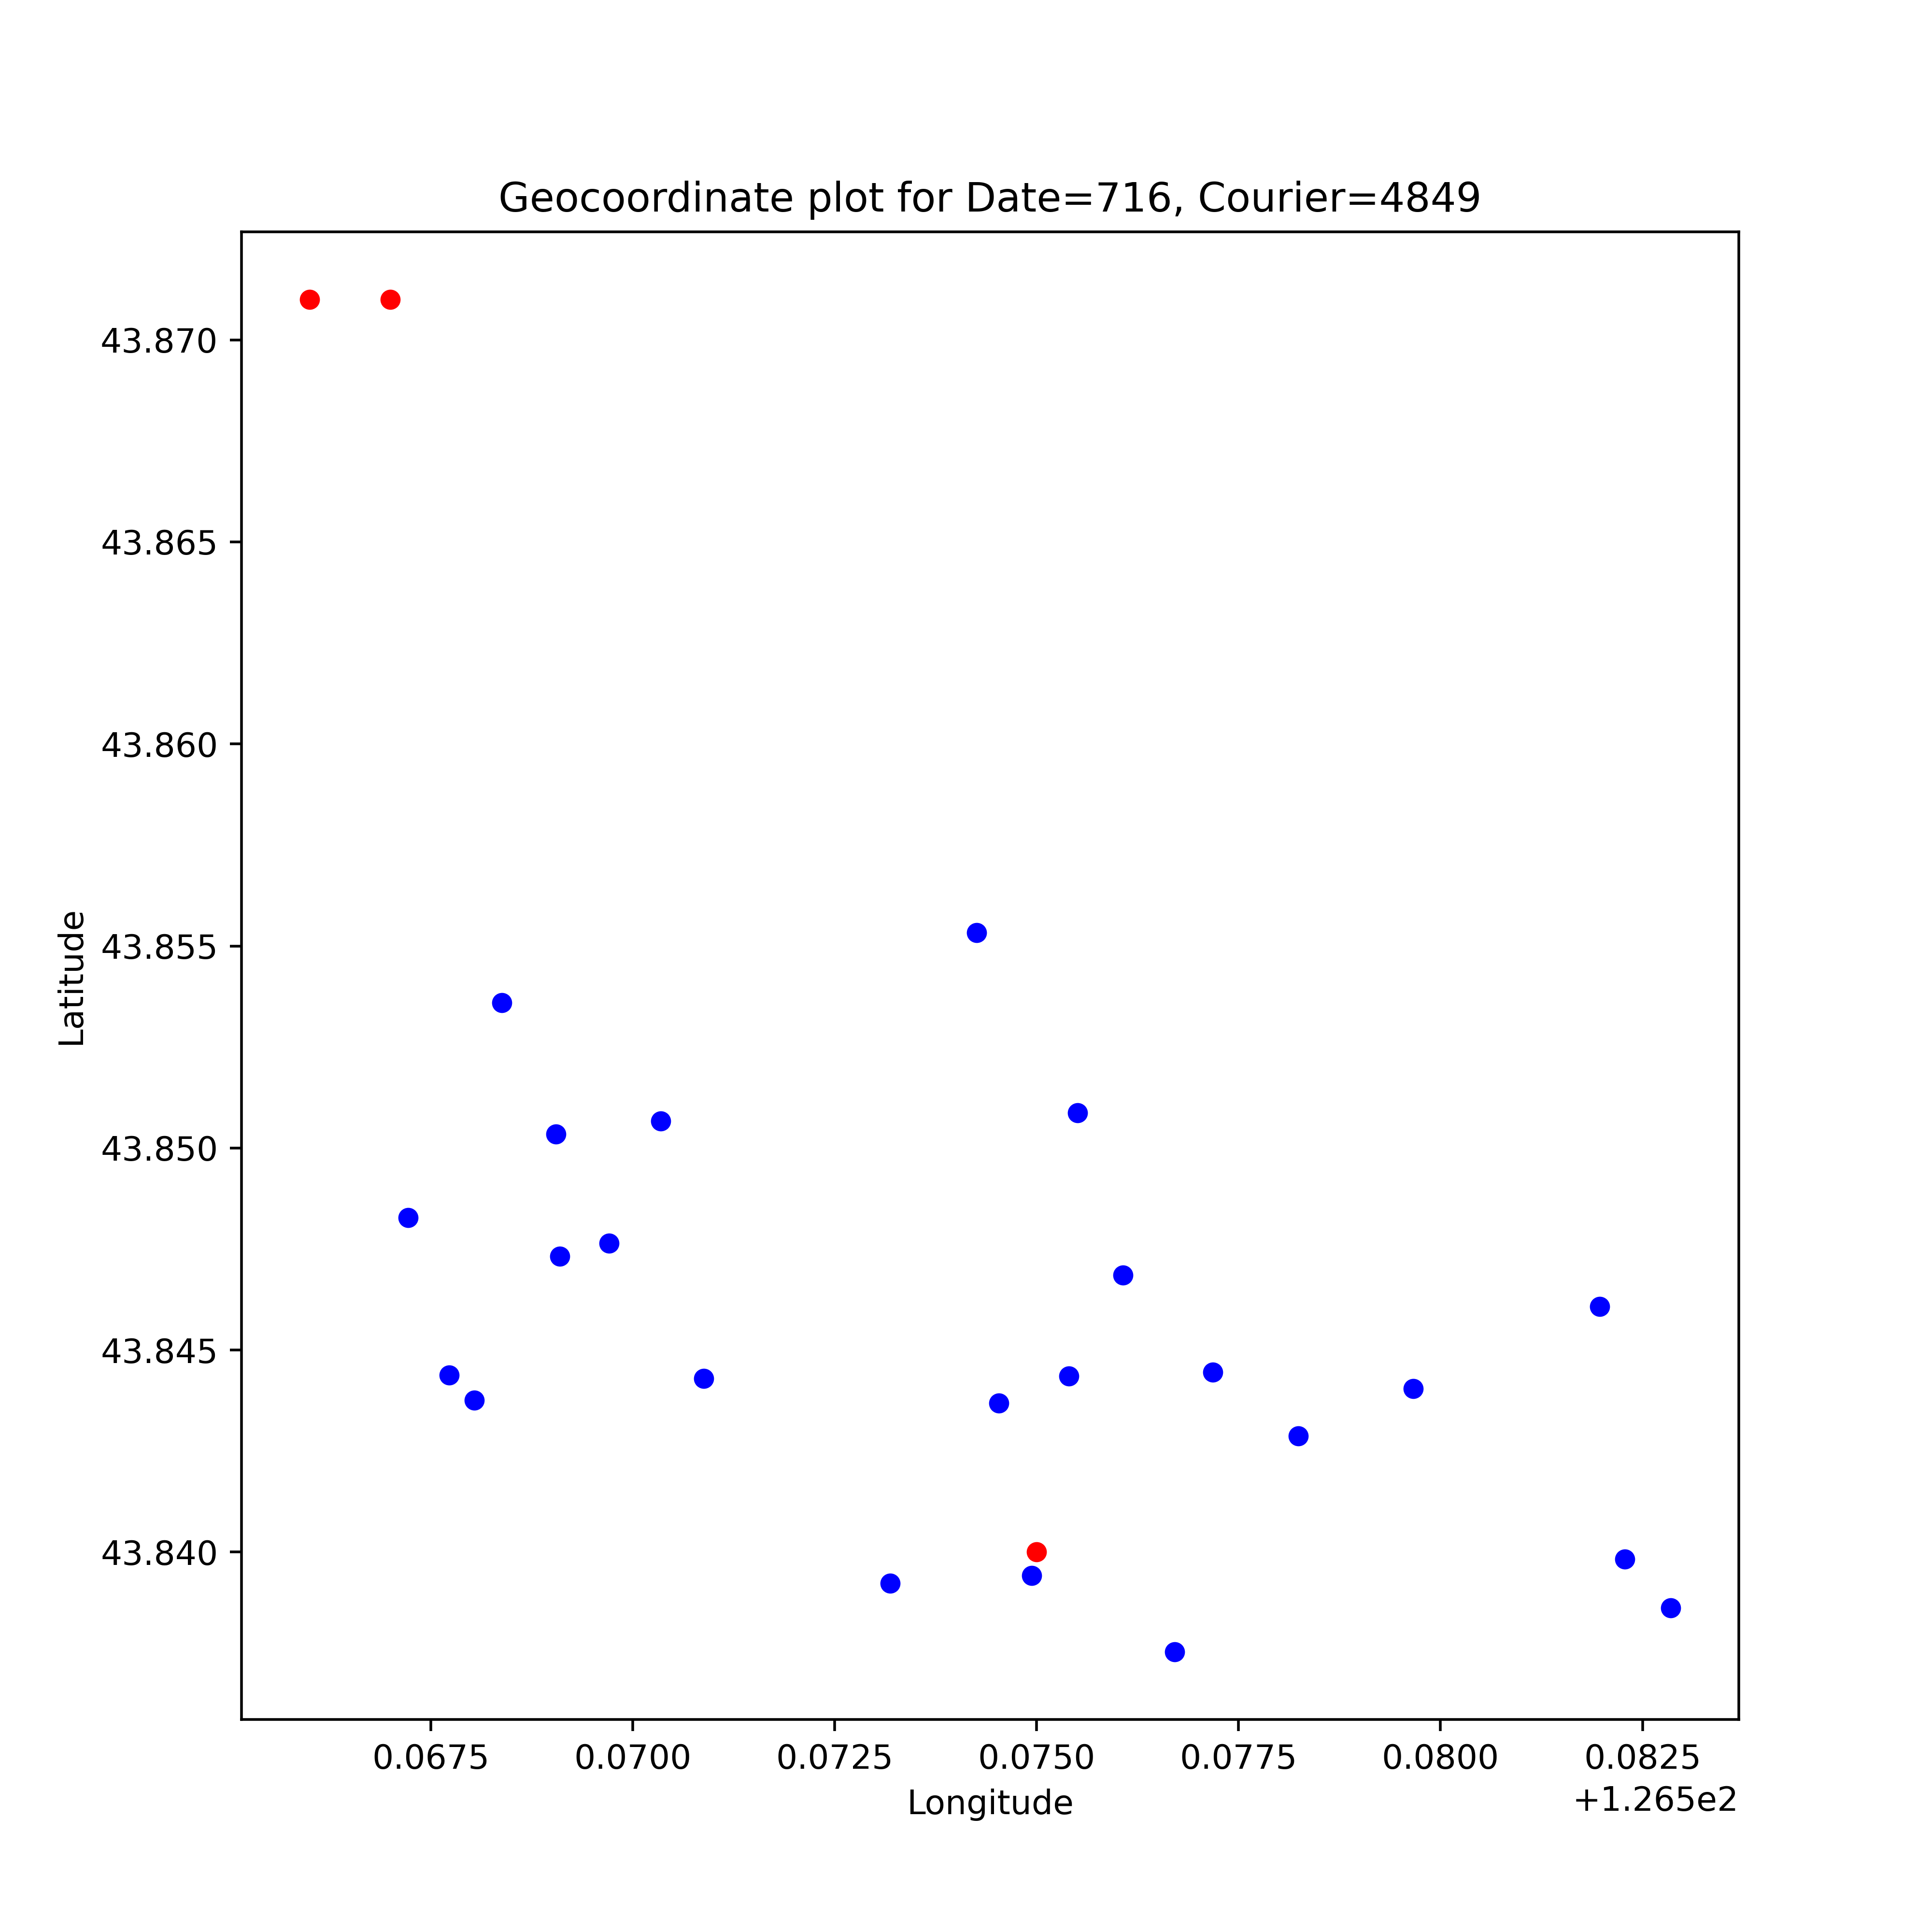 Geocoordinate plot for Date=716, Courier=4849
43.870
43.865
43.860
43.855
43.850
43.845
43.840
Latitude
0.0675 0.0700 0.0725 0.0750 0.0775 0.0800 0.0825
+1.265e2
Longitude